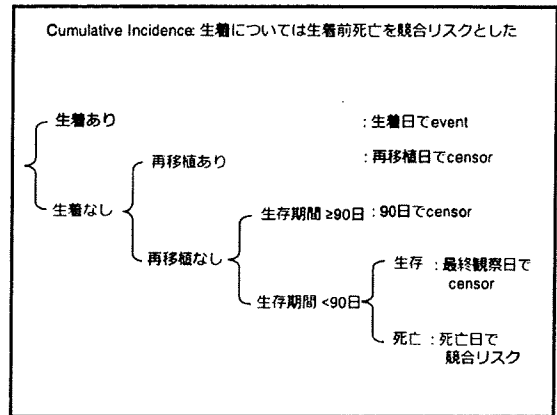 Cumulative Incidence: 生着については生着前死亡を競合リスクとした
生着あり : 生着日でevent
再移植あり : 再移植日でcensor
生着なし
生存期間 ≥90日 : 90日でcensor
再移植なし
生存 : 最終観察日で
censor
生存期間 <90日
死亡 : 死亡日で
競合リスク